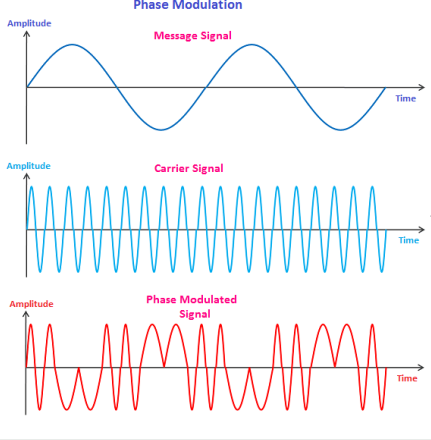 Phase Modulation
Amplitude
Message Signal
Time
Amplitude
Carrier Signal
Time
Amplitude
Phase Modulated
Signal
Time